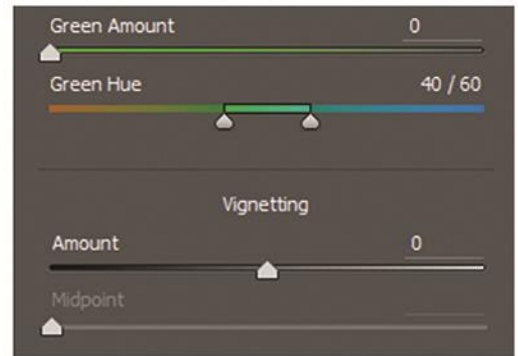 Green Amount 0
Green Hue 40 / 60
Vignetting
Amount 0
Midpoint